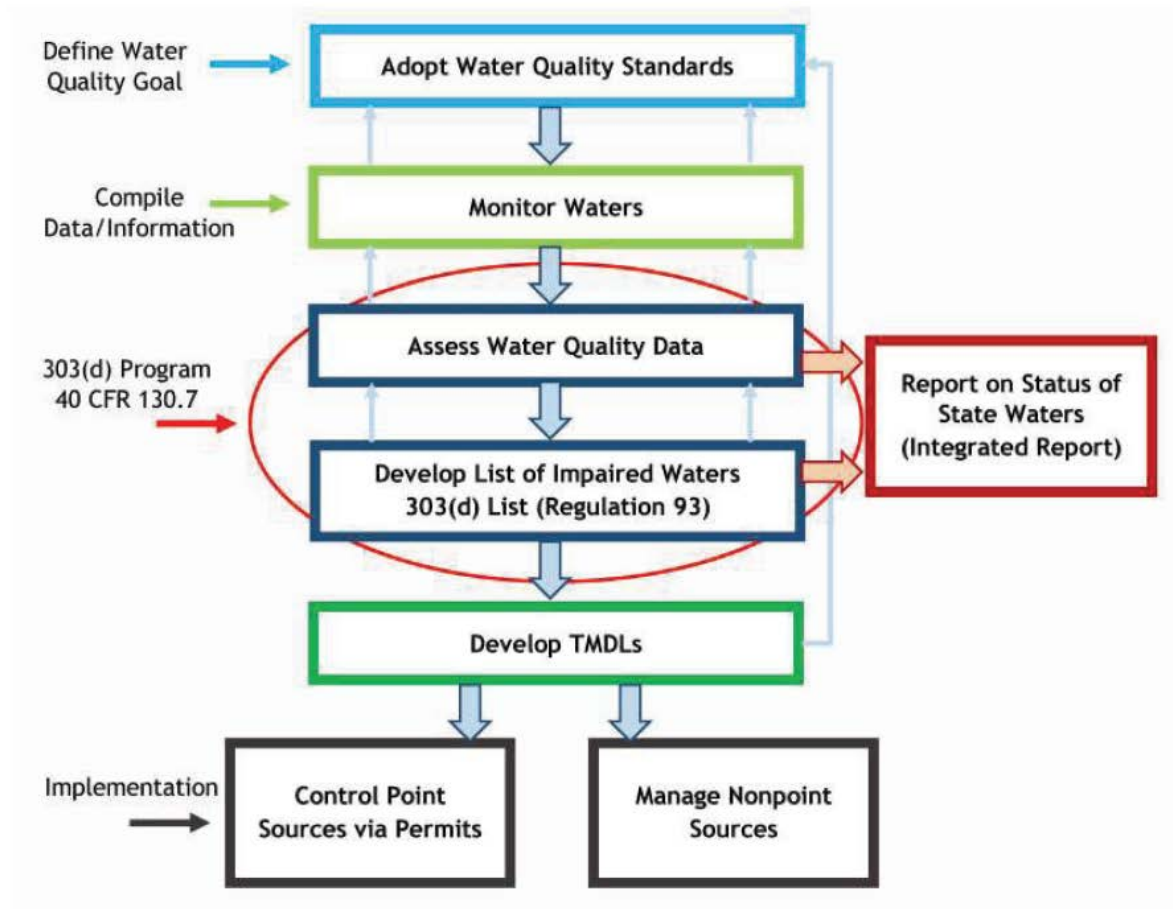 Define Water
Quality Goal
Adopt Water Quality Standards
Compile
Data/Information
Monitor Waters
303(d) Program
40 CFR 130.7
Assess Water Quality Data
Develop List of Impaired Waters
303(d) List (Regulation 93)
Report on Status of
State Waters
(Integrated Report)
Develop TMDLs
Implementation
Control Point
Sources via Permits
Manage Nonpoint
Sources